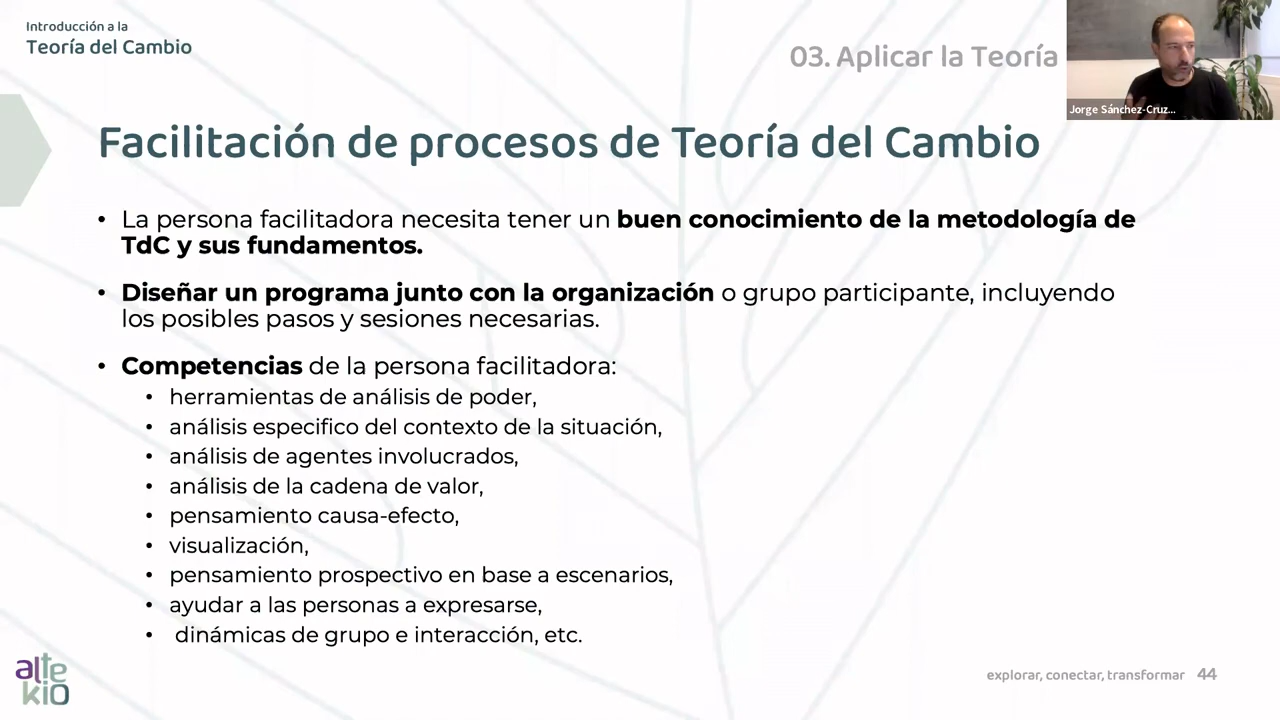 Introducción a la
Teoría del Cambio
03. Aplicar la Teoría
Jorge Sánchez-Cruz...
Facilitación de procesos de Teoría del Cambio
• La persona facilitadora necesita tener un buen conocimiento de la metodología de
TdC y sus fundamentos.
• Diseñar un programa junto con la organización o grupo participante, incluyendo
los posibles pasos y sesiones necesarias.
• Competencias de la persona facilitadora:
• herramientas de análisis de poder,
• análisis especifico del contexto de la situación,
• análisis de agentes involucrados,
• análisis de la cadena de valor,
• pensamiento causa-efecto,
• visualización,
• pensamiento prospectivo en base a escenarios,
• ayudar a las personas a expresarse,
• dinámicas de grupo e interacción, etc.
alte
kio
explorar, conectar, transformar 44